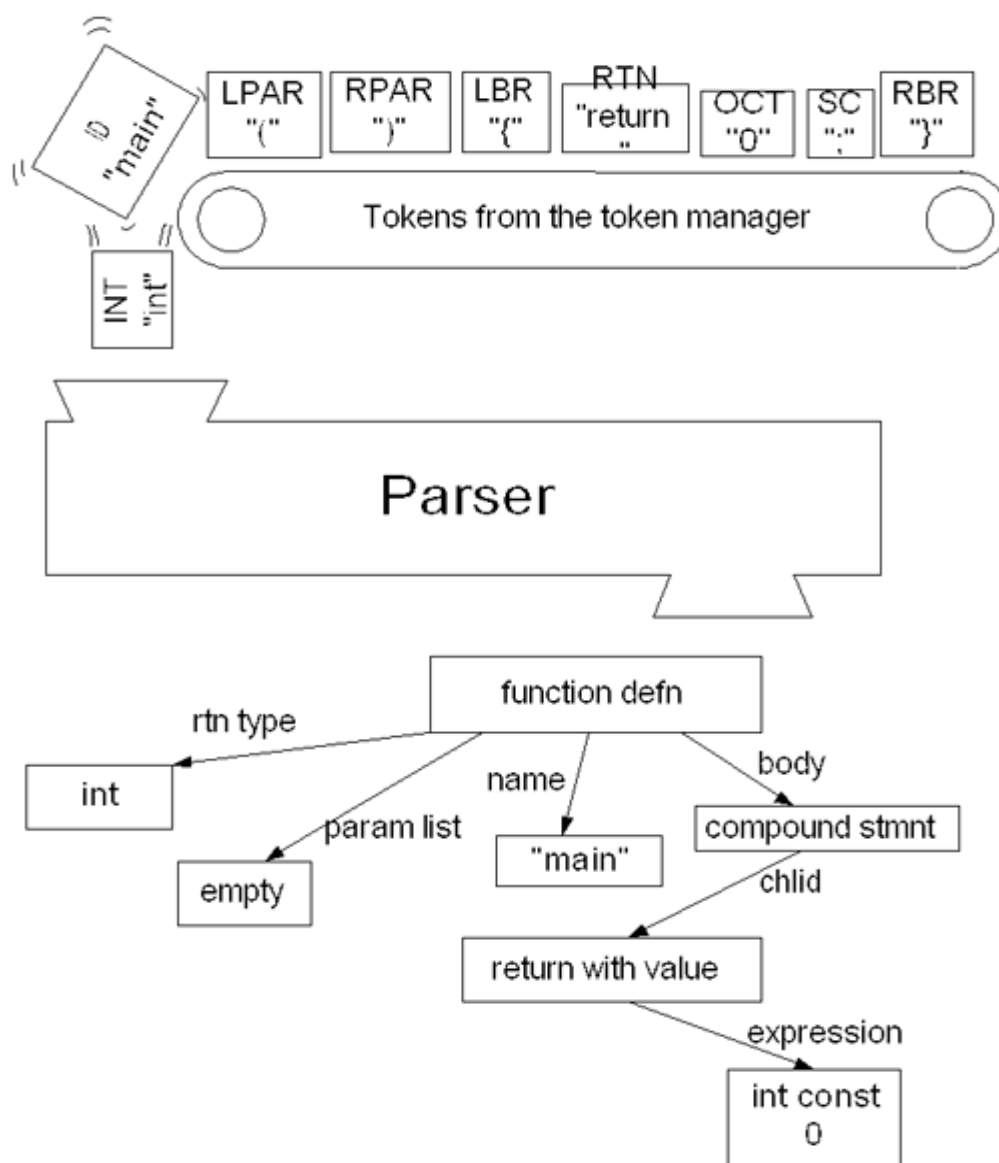 ID
"main"
LPAR
"("
RPAR
")"
LBR
"{"
RTN
"return
"
OCT
"0"
SC
";"
RBR
"}"
Tokens from the token manager
INT
"int"
Parser
function defn
rtn type
int
param list
empty
name
"main"
body
compound stmnt
chlid
return with value
expression
int const
0